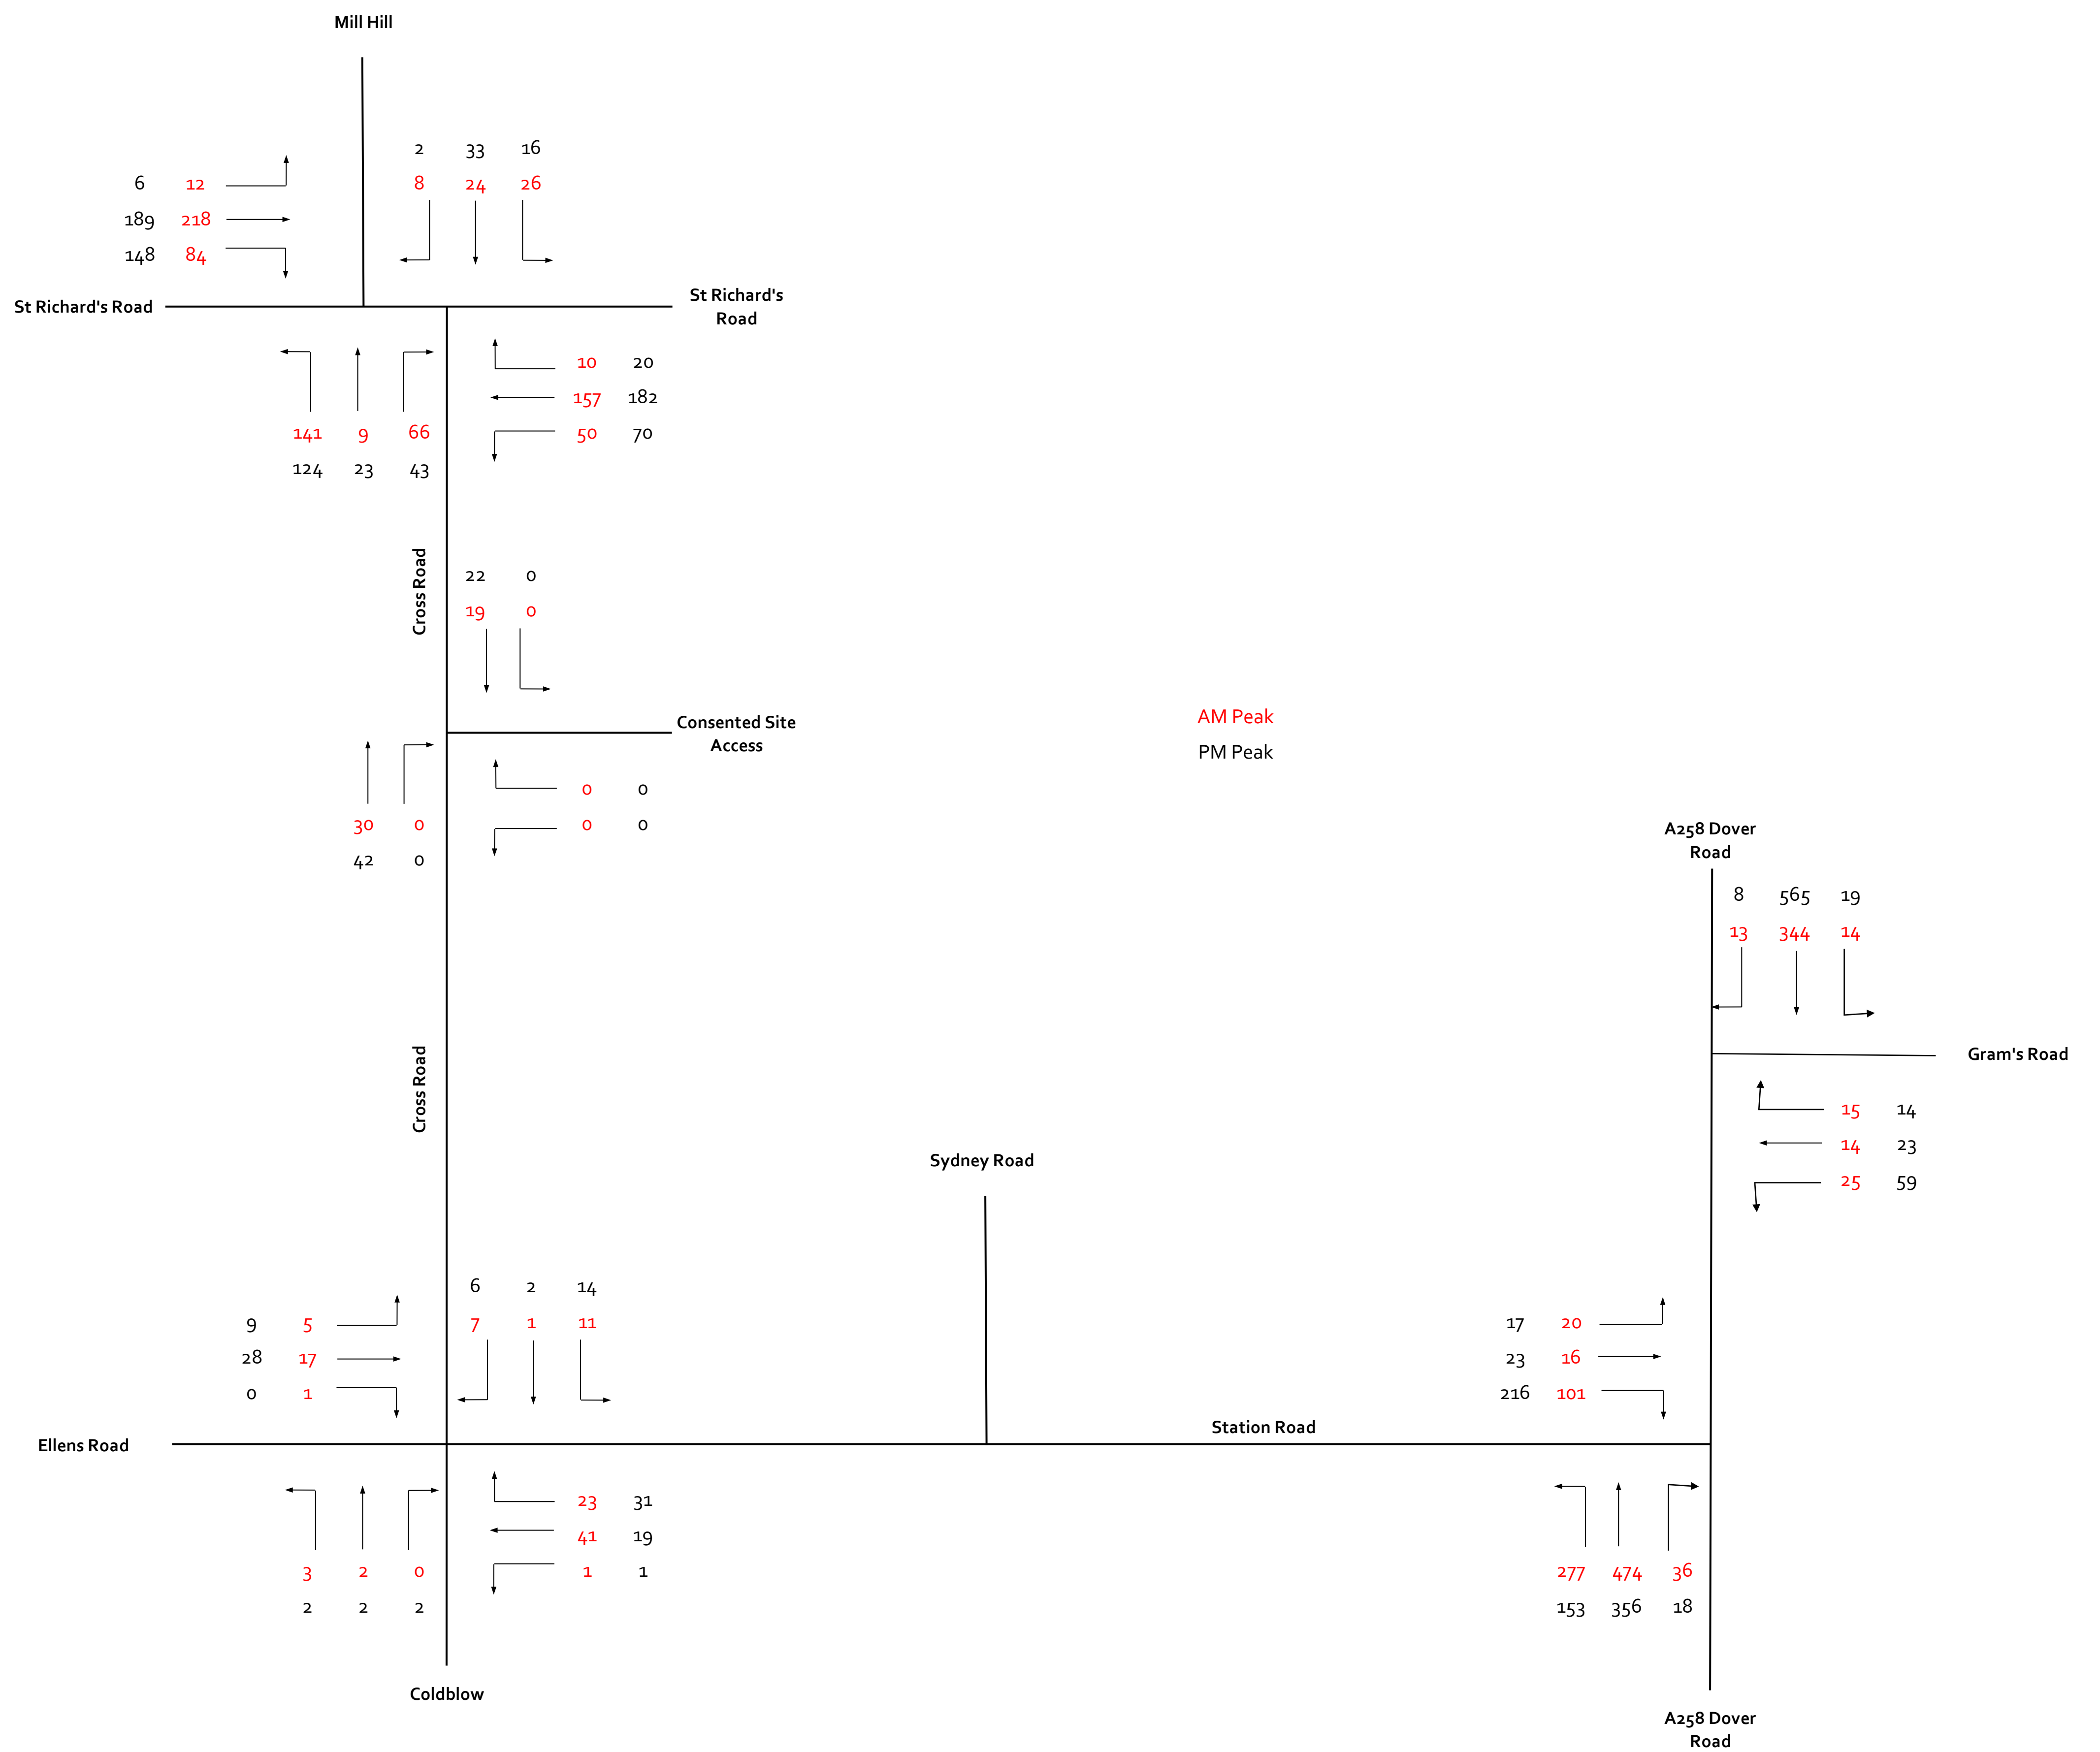 Mill Hill
2 33 16
6 12 8 24 26
189 218
148 84
St Richard's Road
St Richard's
Road
10 20
157 182
141 9 66 50 70
124 23 43
Cross Road
22 0
19 0
Consented Site
Access
AM Peak
PM Peak
0 0
30 0 0 0
42 0
A258 Dover
Road
8 565 19
13 344 14
Gram's Road
Cross Road
15 14
14 23
25 59
Sydney Road
6 2 14
9 5 7 1 11
28 17
0 1
17 20
23 16
216 101
Station Road
Ellens Road
23 31
41 19
3 2 0 1 1
2 2 2
277 474 36
153 356 18
Coldblow
A258 Dover
Road